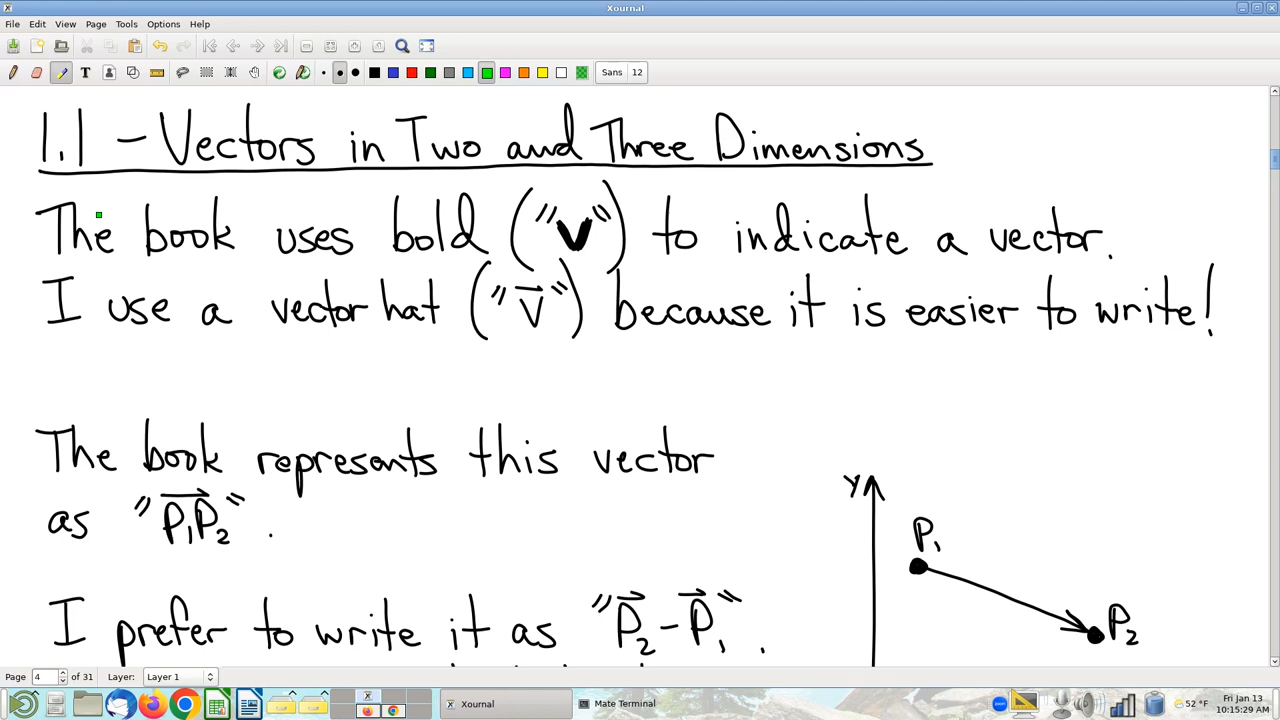 Xournal
File Edit View Page Tools Options Help
Sans 12
1.1 – Vectors in Two and Three Dimensions
The book uses bold ("𝐯") to indicate a vector.
I use a vector hat ("v⃗") because it is easier to write!
The book represents this vector
as "P₁P₂⃗".
y
P₁
P₂
I prefer to write it as "P⃗₂ – P⃗₁".
Page 4 of 31 Layer: Layer 1
Xournal Mate Terminal 52 °F Fri Jan 13
10:15:29 AM